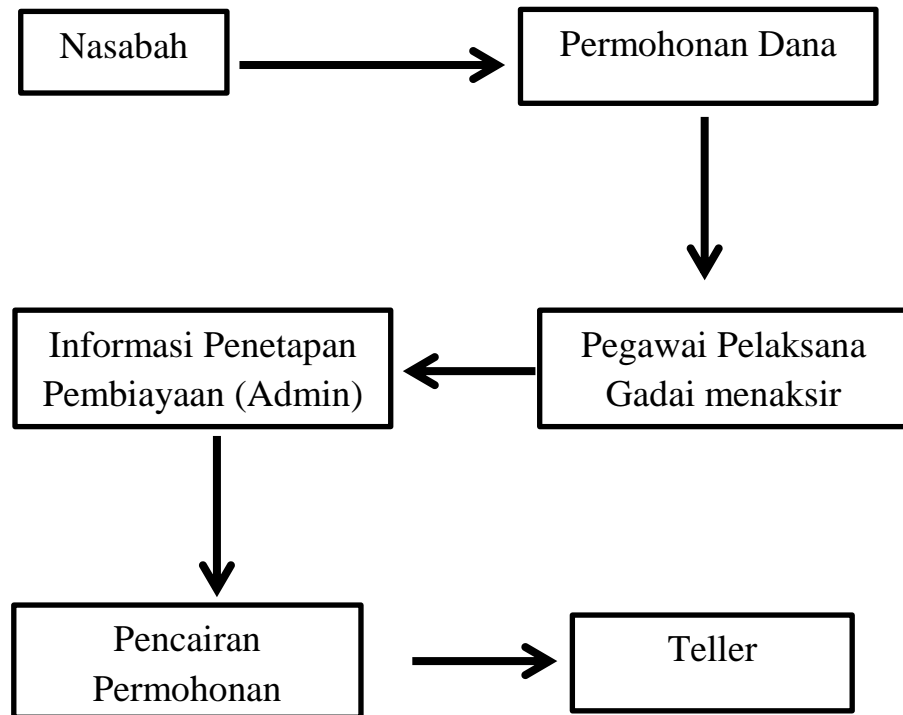 Nasabah
Permohonan Dana
Pegawai Pelaksana
Gadai menaksir
Informasi Penetapan
Pembiayaan (Admin)
Pencairan
Permohonan
Teller